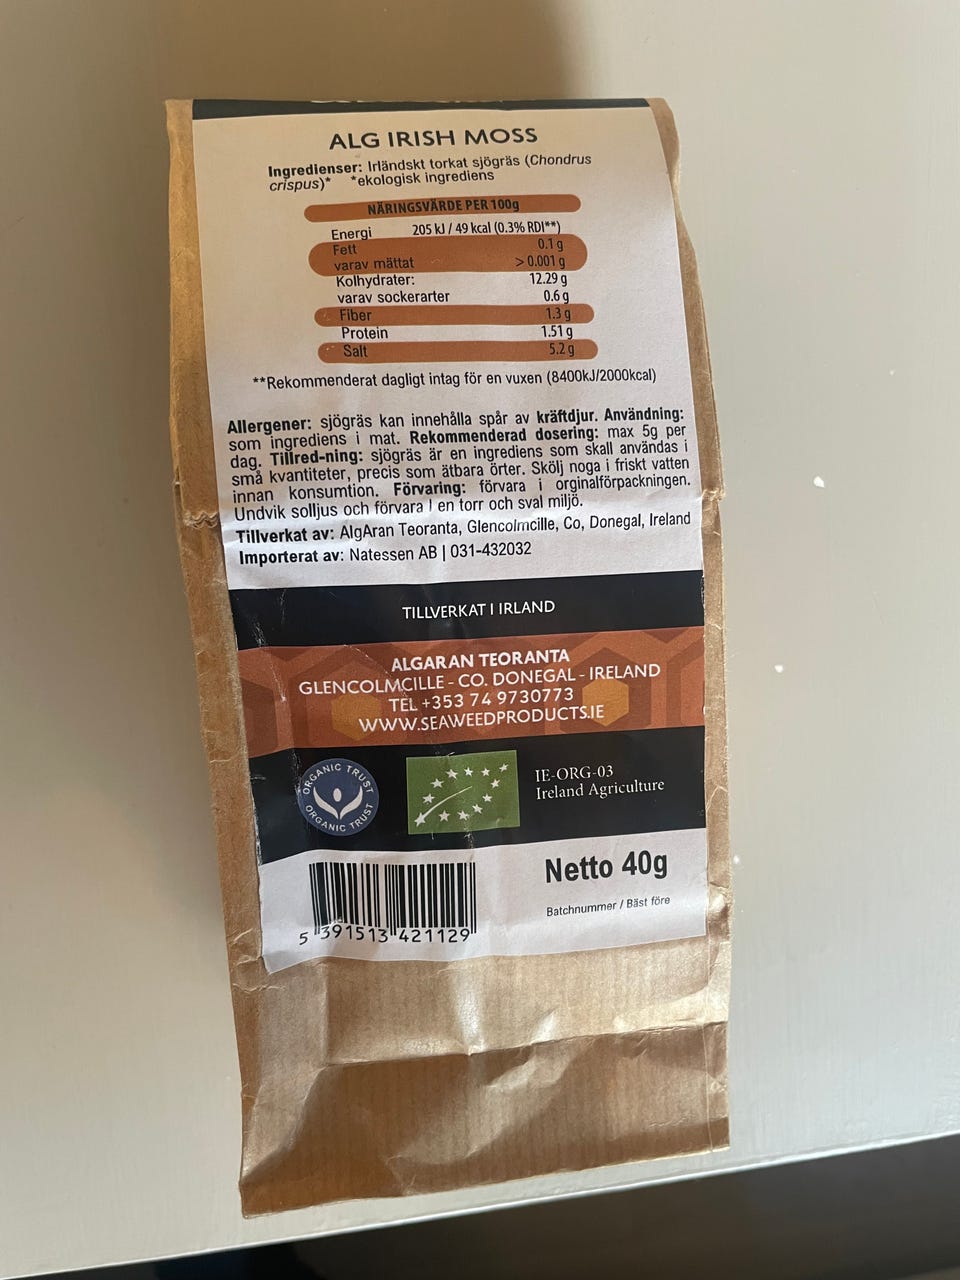 ALG IRISH MOSS
Ingredienser: Irländskt torkat sjögräs (Chondrus
crispus)* *ekologisk ingrediens
NÄRINGSVÄRDE PER 100g
Energi 205 kJ / 49 kcal (0.3% RDI**)
Fett 0.1 g
varav mättat >0.001 g
Kolhydrater: 12.29 g
varav sockerarter 0.6 g
Fiber 1.3 g
Protein 1.51 g
Salt 5.2 g
**Rekommenderat dagligt intag för en vuxen (8400kJ/2000kcal)
Allergener: sjögräs kan innehålla spår av kräftdjur. Användning:
som ingrediens i mat. Rekommenderad dosering: max 5g per
dag. Tillred-ning: sjögräs är en ingrediens som skall användas i
små kvantiteter, precis som ätbara örter. Skölj noga i friskt vatten
innan konsumtion. Förvaring: förvara i orginalförpackningen.
Undvik solljus och förvara I en torr och sval miljö.
Tillverkat av: AlgAran Teoranta, Glencolmcille, Co, Donegal, Ireland
Importerat av: Natessen AB | 031-432032
TILLVERKAT I IRLAND
ALGARAN TEORANTA
GLENCOLMCILLE - CO. DONEGAL - IRELAND
TEL +353 74 9730773
WWW.SEAWEEDPRODUCTS.IE
ORGANIC TRUST
ORGANIC TRUST
IE-ORG-03
Ireland Agriculture
Netto 40g
Batchnummer / Bäst före
5 391513 421129